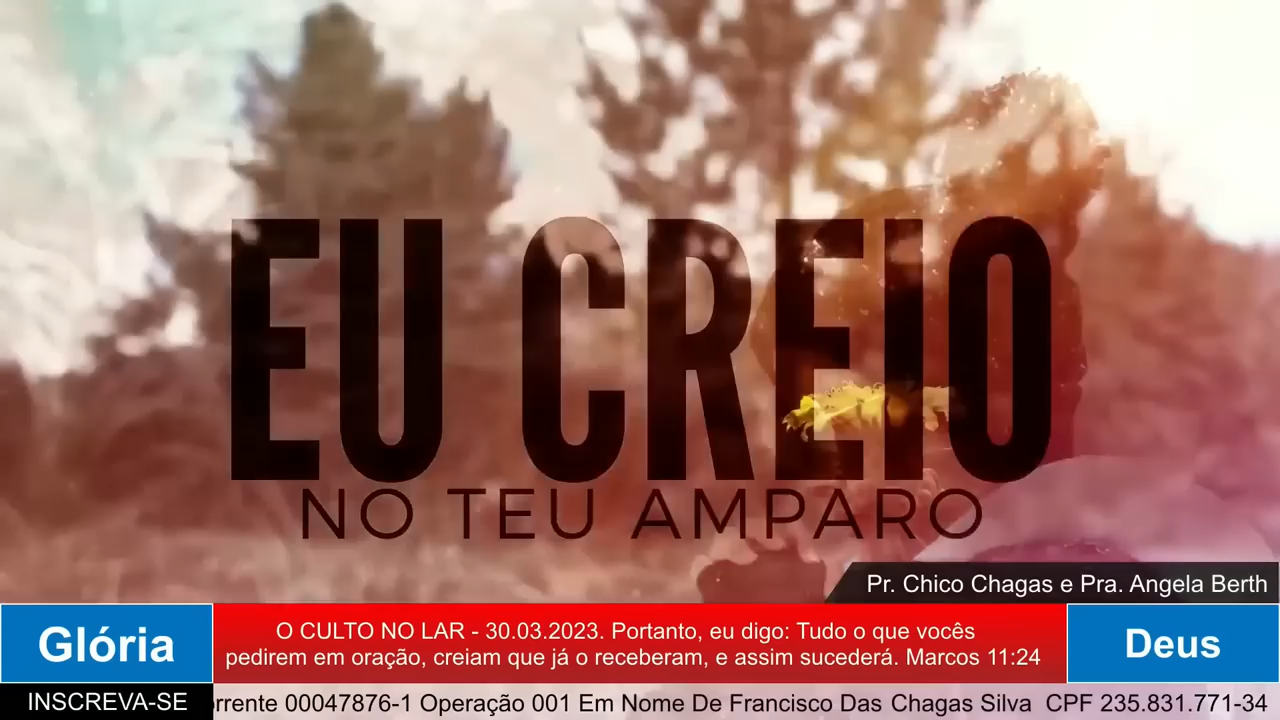 EU CREIO
NO TEU AMPARO
Pr. Chico Chagas e Pra. Angela Berth
Glória
O CULTO NO LAR - 30.03.2023. Portanto, eu digo: Tudo o que vocês
pedirem em oração, creiam que já o receberam, e assim sucederá. Marcos 11:24
Deus
INSCREVA-SE
00047876-1 Operação 001 Em Nome De Francisco Das Chagas Silva CPF 235.831.771-34